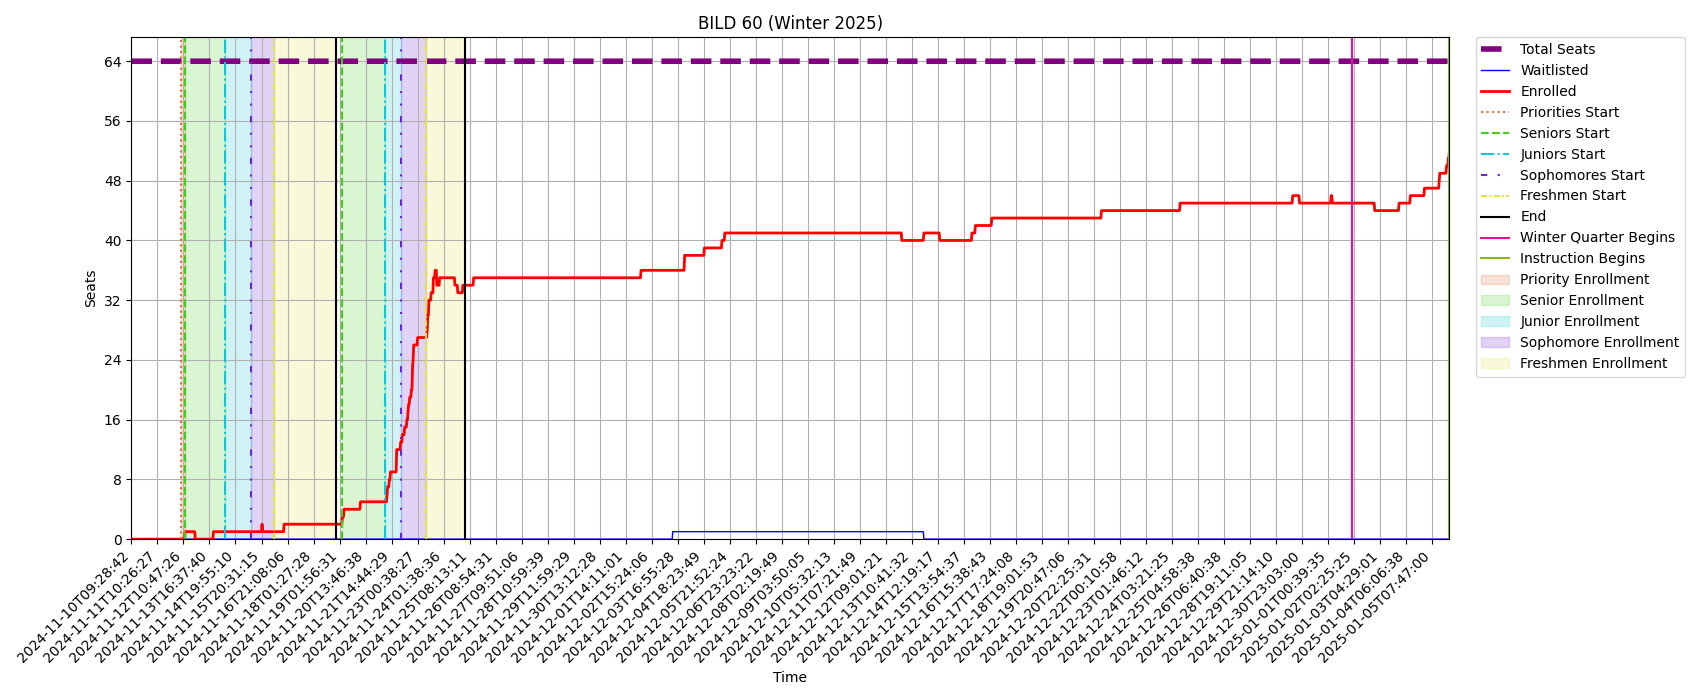 BILD 60 (Winter 2025)
Seats
64
56
48
40
32
24
16
8
0
2024-11-10T09:28:42
2024-11-11T10:26:27
2024-11-12T10:47:26
2024-11-13T16:37:40
2024-11-14T19:55:10
2024-11-15T20:31:15
2024-11-16T21:08:06
2024-11-18T01:27:28
2024-11-19T01:56:31
2024-11-20T13:46:38
2024-11-21T14:44:29
2024-11-23T00:38:27
2024-11-25T01:38:36
2024-11-25T08:13:11
2024-11-26T08:54:31
2024-11-27T09:51:06
2024-11-28T10:59:39
2024-11-29T11:59:29
2024-11-30T13:12:28
2024-12-01T14:11:01
2024-12-02T15:24:06
2024-12-03T16:55:28
2024-12-04T18:23:49
2024-12-05T21:52:24
2024-12-06T23:23:22
2024-12-08T02:19:49
2024-12-09T03:50:05
2024-12-10T05:32:13
2024-12-11T07:21:49
2024-12-12T09:01:21
2024-12-13T10:41:32
2024-12-14T12:19:17
2024-12-15T13:54:37
2024-12-16T15:38:43
2024-12-17T17:24:08
2024-12-18T19:01:53
2024-12-19T20:47:06
2024-12-20T22:25:31
2024-12-22T00:10:58
2024-12-23T01:46:12
2024-12-24T03:21:25
2024-12-25T04:58:38
2024-12-26T06:40:38
2024-12-28T19:11:05
2024-12-29T21:14:10
2024-12-30T23:03:00
2025-01-01T00:39:35
2025-01-02T02:25:25
2025-01-03T04:29:01
2025-01-04T06:06:38
2025-01-05T07:47:00
Time
Total Seats
Waitlisted
Enrolled
Priorities Start
Seniors Start
Juniors Start
Sophomores Start
Freshmen Start
End
Winter Quarter Begins
Instruction Begins
Priority Enrollment
Senior Enrollment
Junior Enrollment
Sophomore Enrollment
Freshmen Enrollment